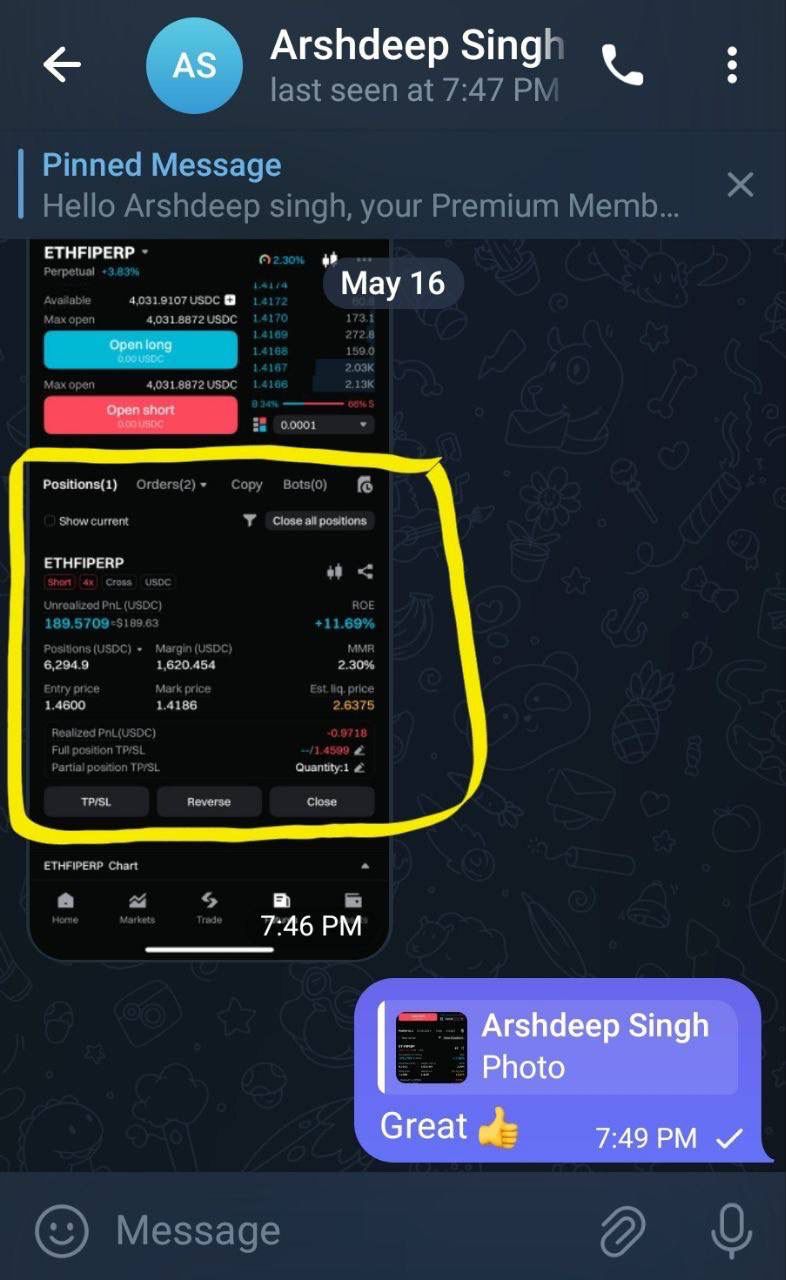 Arshdeep Singh
AS
last seen at 7:47 PM
Pinned Message
Hello Arshdeep singh, your Premium Memb...
May 16
ETHFIPERP
Perpetual +3.83%
2.30%
Available 4,031.9107 USDC
Max open 4,031.8872 USDC
Open long
0.00 USDC
Max open 4,031.8872 USDC
Open short
0.00 USDC
1.4174
1.4172 60.8
1.4170 173.1
1.4169 272.8
1.4168 159.0
1.4167 2.03K
1.4166 2.13K
B 34% 66% S
0.0001
Positions(1) Orders(2) Copy Bots(0)
Show current Close all positions
ETHFIPERP
Short 4x Cross USDC
Unrealized PnL (USDC) ROE
189.5709≈$189.63 +11.69%
Positions (USDC) Margin (USDC) MMR
6,294.9 1,620.454 2.30%
Entry price Mark price Est. liq. price
1.4600 1.4186 2.6375
Realized PnL(USDC) -0.9718
Full position TP/SL --/1.4599
Partial position TP/SL Quantity:1
TP/SL Reverse Close
ETHFIPERP Chart
Home Markets Trade
7:46 PM
Arshdeep Singh
Photo
Great 👍
7:49 PM
Message